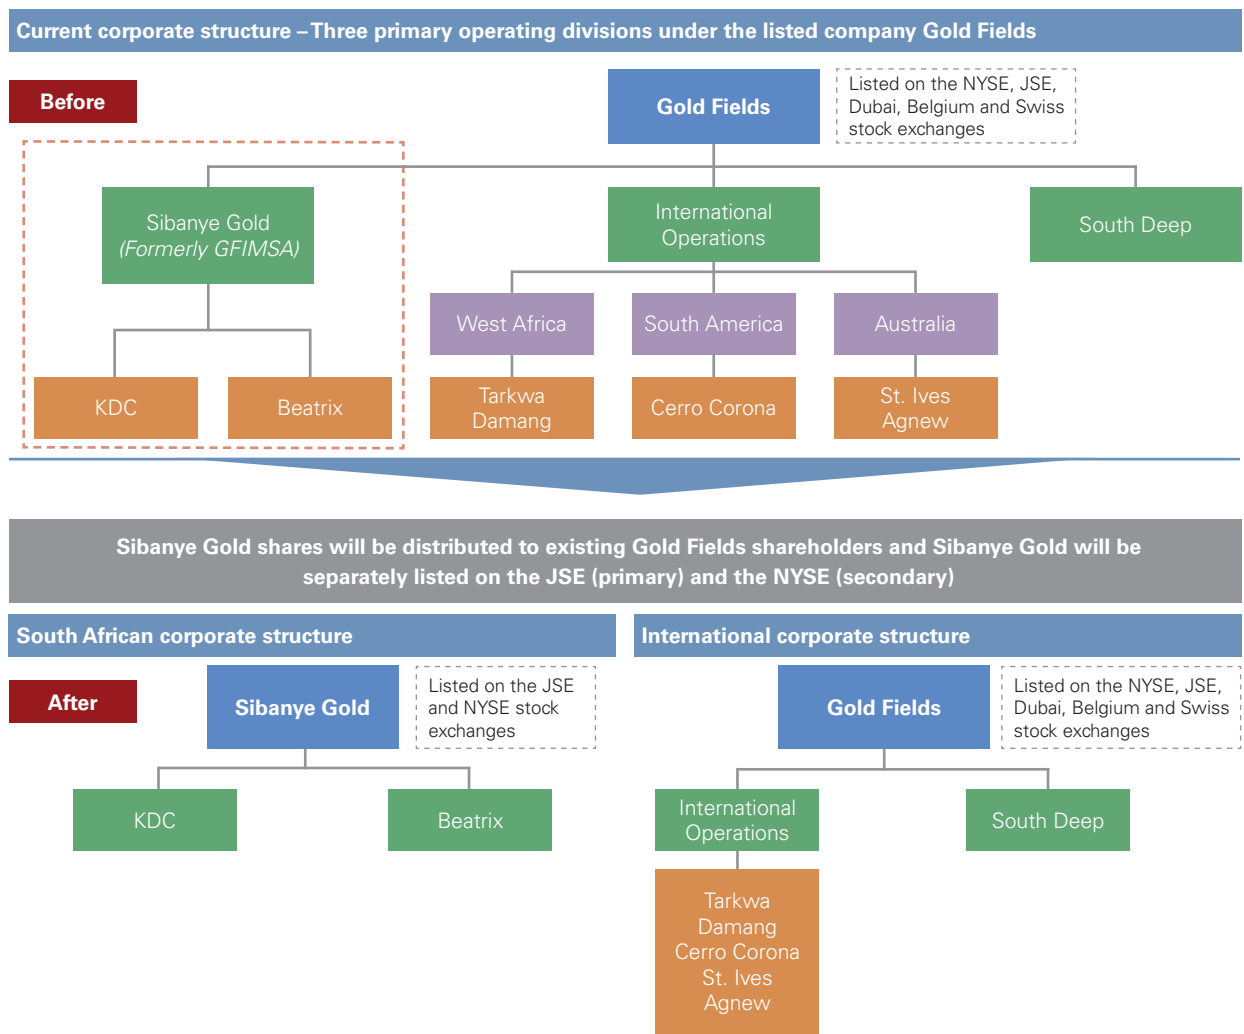 Current corporate structure – Three primary operating divisions under the listed company Gold Fields
Before
Gold Fields
Listed on the NYSE, JSE,
Dubai, Belgium and Swiss
stock exchanges
Sibanye Gold
(Formerly GFIMSA)
International
Operations
South Deep
West Africa
South America
Australia
KDC
Beatrix
Tarkwa
Damang
Cerro Corona
St. Ives
Agnew
Sibanye Gold shares will be distributed to existing Gold Fields shareholders and Sibanye Gold will be
separately listed on the JSE (primary) and the NYSE (secondary)
South African corporate structure
International corporate structure
After
Sibanye Gold
Listed on the JSE
and NYSE stock
exchanges
KDC
Beatrix
Gold Fields
Listed on the NYSE, JSE,
Dubai, Belgium and Swiss
stock exchanges
International
Operations
South Deep
Tarkwa
Damang
Cerro Corona
St. Ives
Agnew